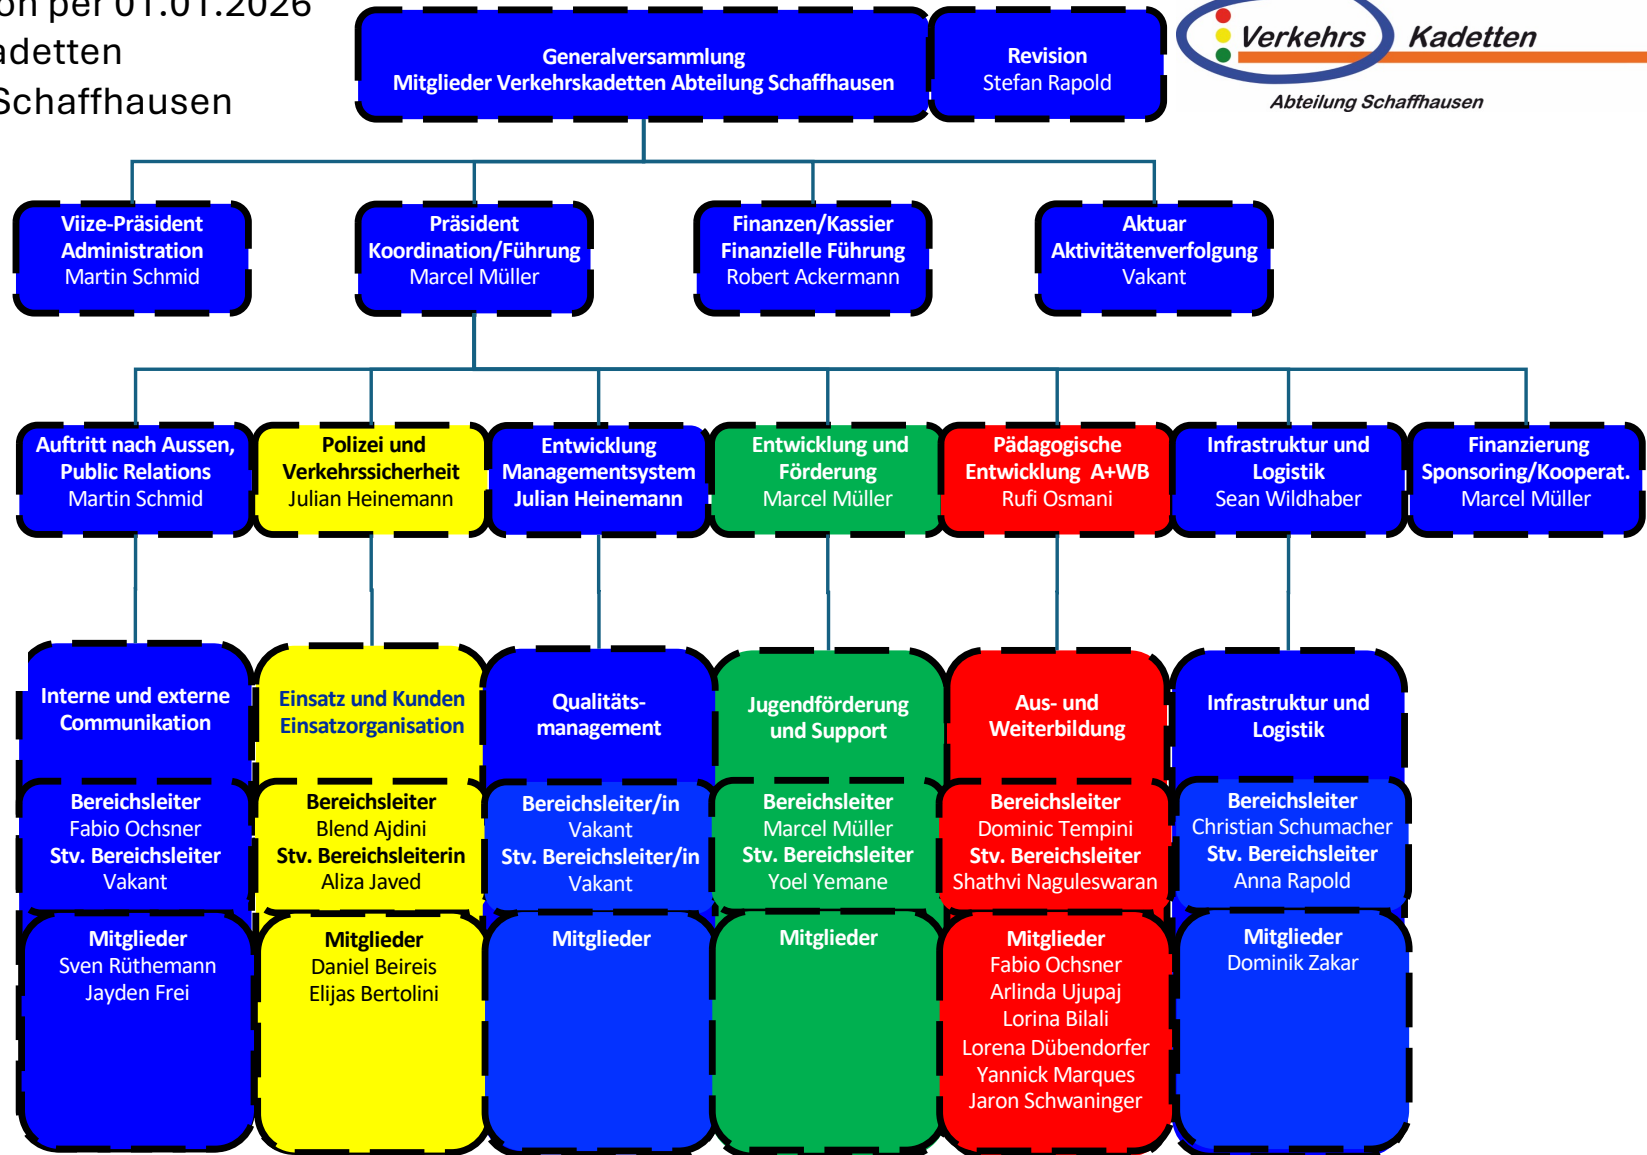 on per 01.01.2026
adetten
Schaffhausen
Generalversammlung
Mitglieder Verkehrskadetten Abteilung Schaffhausen
Revision
Stefan Rapold
Verkehrs Kadetten
Abteilung Schaffhausen
Viize-Präsident
Administration
Martin Schmid
Präsident
Koordination/Führung
Marcel Müller
Finanzen/Kassier
Finanzielle Führung
Robert Ackermann
Aktuar
Aktivitätenverfolgung
Vakant
Auftritt nach Aussen,
Public Relations
Martin Schmid
Polizei und
Verkehrssicherheit
Julian Heinemann
Entwicklung
Managementsystem
Julian Heinemann
Entwicklung und
Förderung
Marcel Müller
Pädagogische
Entwicklung A+WB
Rufi Osmani
Infrastruktur und
Logistik
Sean Wildhaber
Finanzierung
Sponsoring/Kooperat.
Marcel Müller
Interne und externe
Communikation
Einsatz und Kunden
Einsatzorganisation
Qualitäts-
management
Jugendförderung
und Support
Aus- und
Weiterbildung
Infrastruktur und
Logistik
Bereichsleiter
Fabio Ochsner
Stv. Bereichsleiter
Vakant
Bereichsleiter
Blend Ajdini
Stv. Bereichsleiterin
Aliza Javed
Bereichsleiter/in
Vakant
Stv. Bereichsleiter/in
Vakant
Bereichsleiter
Marcel Müller
Stv. Bereichsleiter
Yoel Yemane
Bereichsleiter
Dominic Tempini
Stv. Bereichsleiter
Shathvi Naguleswaran
Bereichsleiter
Christian Schumacher
Stv. Bereichsleiter
Anna Rapold
Mitglieder
Sven Rüthemann
Jayden Frei
Mitglieder
Daniel Beireis
Elijas Bertolini
Mitglieder
Mitglieder
Mitglieder
Fabio Ochsner
Arlinda Ujupaj
Lorina Bilali
Lorena Dübendorfer
Yannick Marques
Jaron Schwaninger
Mitglieder
Dominik Zakar